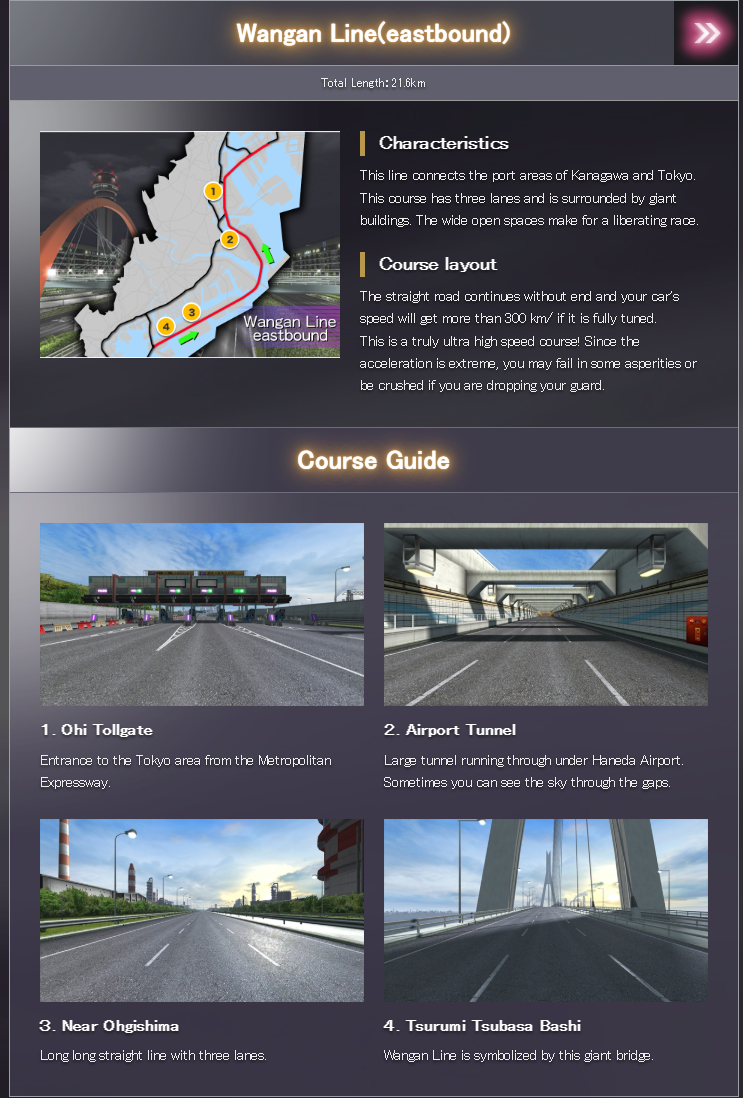 Wangan Line(eastbound)
Total Length: 21.6km
1
2
3
4
Wangan Line
eastbound
Characteristics
This line connects the port areas of Kanagawa and Tokyo.
This course has three lanes and is surrounded by giant
buildings. The wide open spaces make for a liberating race.
Course layout
The straight road continues without end and your car's
speed will get more than 300 km/ if it is fully tuned.
This is a truly ultra high speed course! Since the
acceleration is extreme, you may fail in some asperities or
be crushed if you are dropping your guard.
Course Guide
1. Ohi Tollgate
Entrance to the Tokyo area from the Metropolitan
Expressway.
2. Airport Tunnel
Large tunnel running through under Haneda Airport.
Sometimes you can see the sky through the gaps.
3. Near Ohgishima
Long long straight line with three lanes.
4. Tsurumi Tsubasa Bashi
Wangan Line is symbolized by this giant bridge.